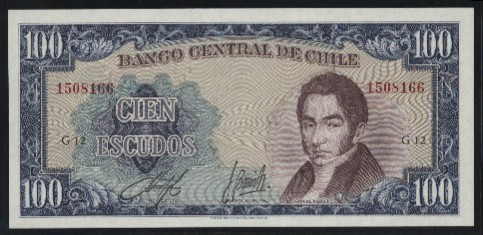 100 100
BANCO CENTRAL DE CHILE
1508166 1508166
CIEN
G 12 G 12
ESCUDOS
100 100